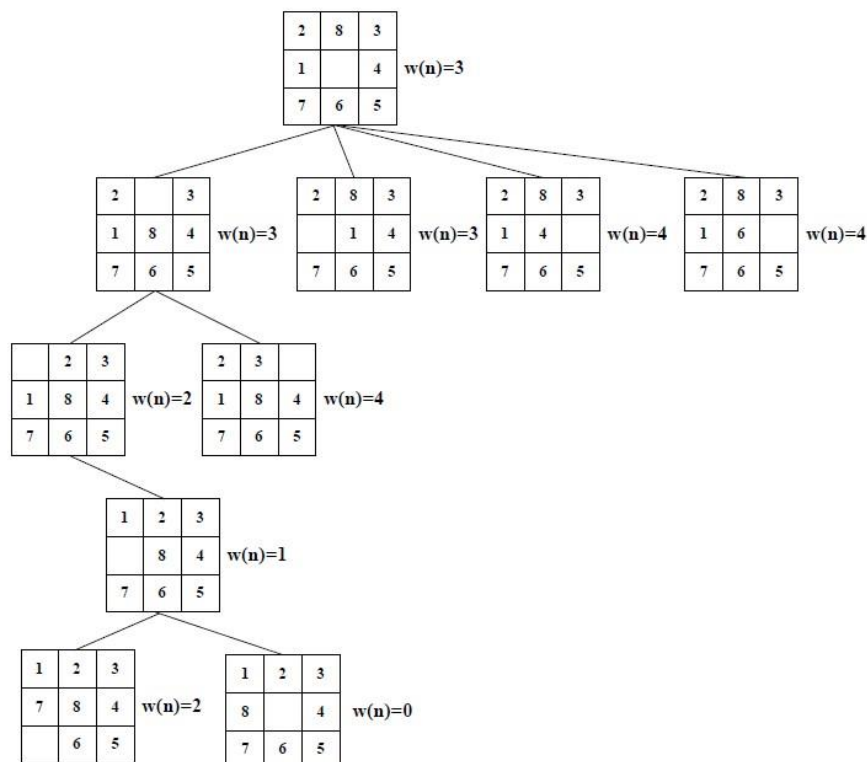 2 8 3
1 4 w(n)=3
7 6 5
2 3
1 8 4 w(n)=3
7 6 5
2 8 3
1 4 w(n)=3
7 6 5
2 8 3
1 4 w(n)=4
7 6 5
2 8 3
1 6 w(n)=4
7 6 5
2 3
1 8 4 w(n)=2
7 6 5
2 3
1 8 4 w(n)=4
7 6 5
1 2 3
8 4 w(n)=1
7 6 5
1 2 3
7 8 4 w(n)=2
6 5
1 2 3
8 4 w(n)=0
7 6 5